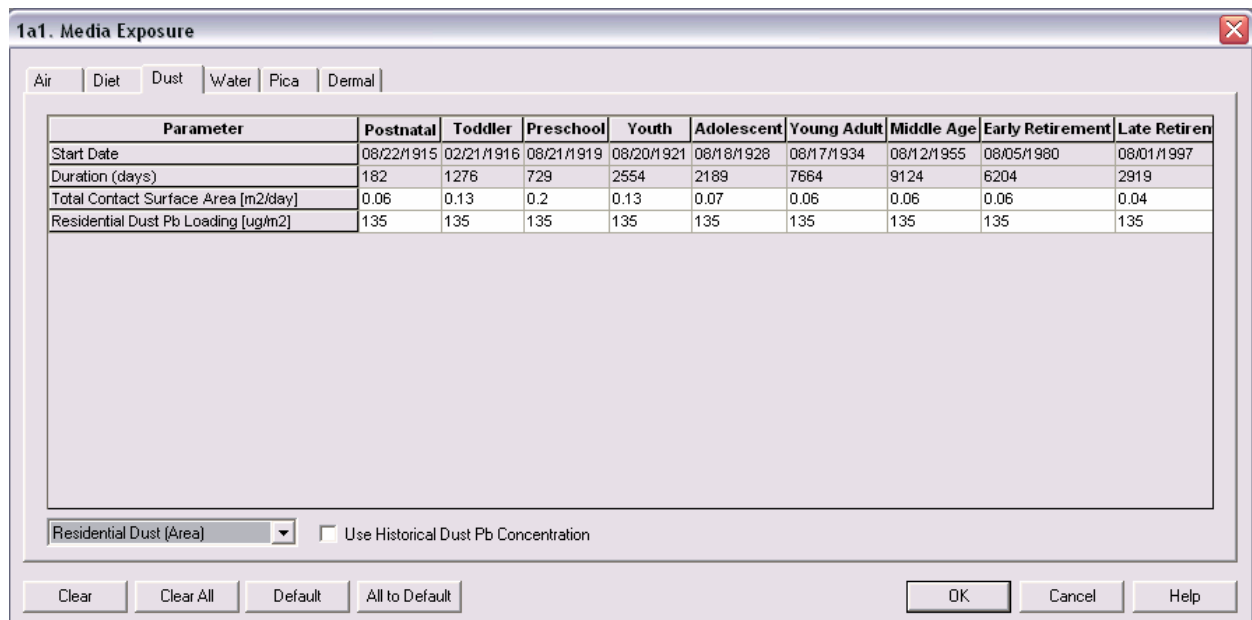 1a1. Media Exposure
Air Diet Dust Water Pica Dermal
Parameter Postnatal Toddler Preschool Youth Adolescent Young Adult Middle Age Early Retirement Late Retiren
Start Date 08/22/1915 02/21/1916 08/21/1919 08/20/1921 08/18/1928 08/17/1934 08/12/1955 08/05/1980 08/01/1997
Duration (days) 182 1276 729 2554 2189 7664 9124 6204 2919
Total Contact Surface Area [m2/day] 0.06 0.13 0.2 0.13 0.07 0.06 0.06 0.06 0.04
Residential Dust Pb Loading [ug/m2] 135 135 135 135 135 135 135 135 135
Residential Dust (Area) Use Historical Dust Pb Concentration
Clear Clear All Default All to Default OK Cancel Help